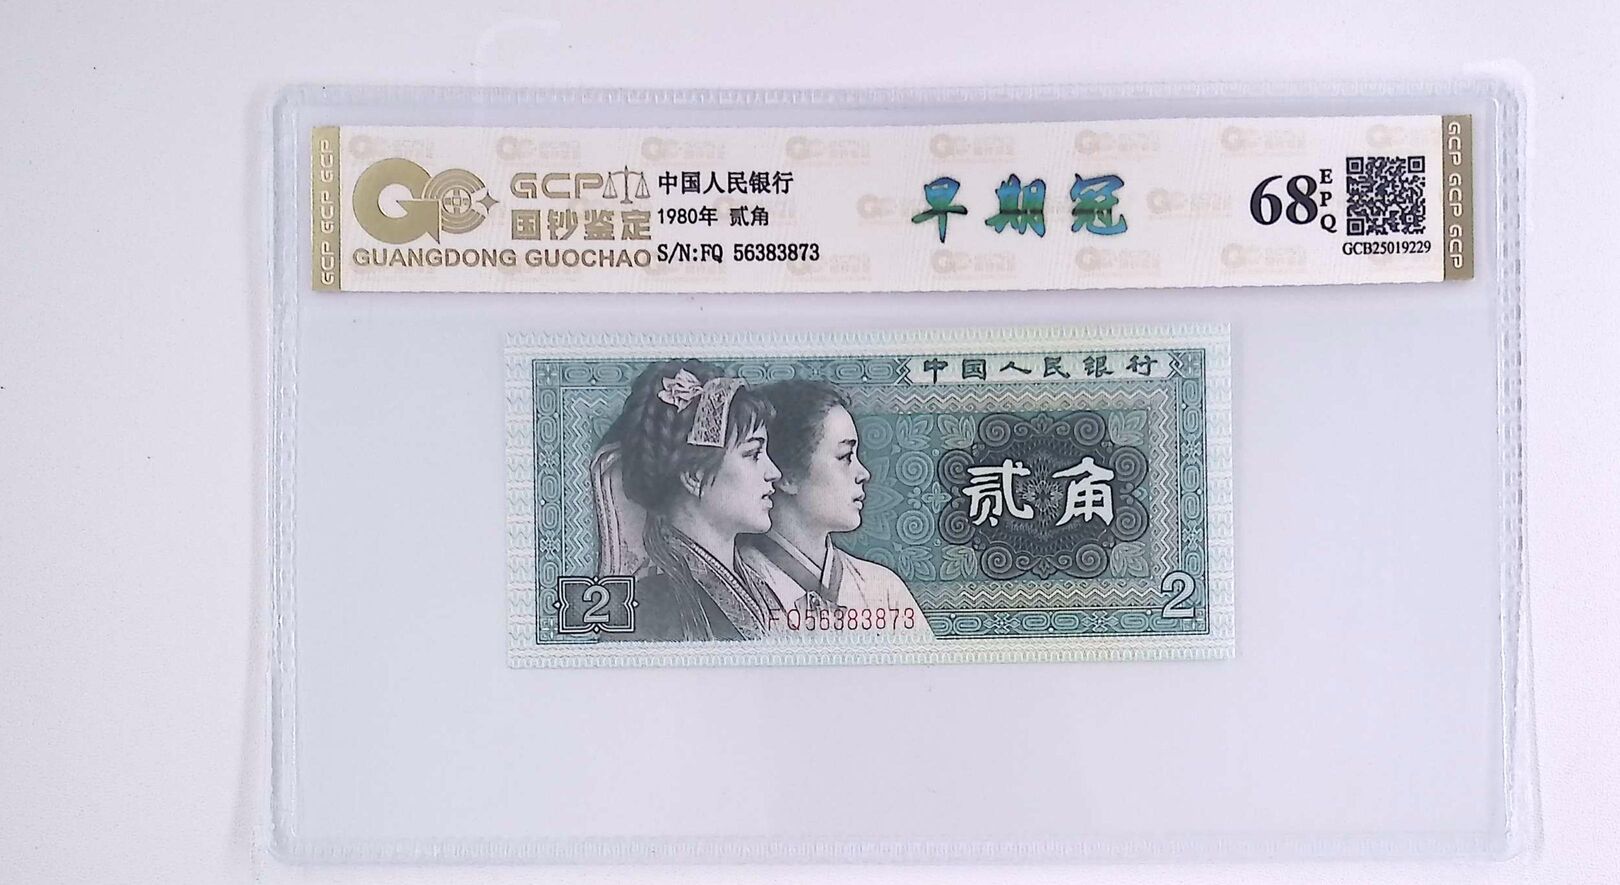 GCP GCP GCP
GCP
国钞鉴定
GUANGDONG GUOCHAO
中国人民银行
1980年 贰角
S/N:FQ 56383873
早期冠
68
EPQ
GCB25019229
GCP GCP GCP
中国人民银行
贰角
2
FQ56383873
2